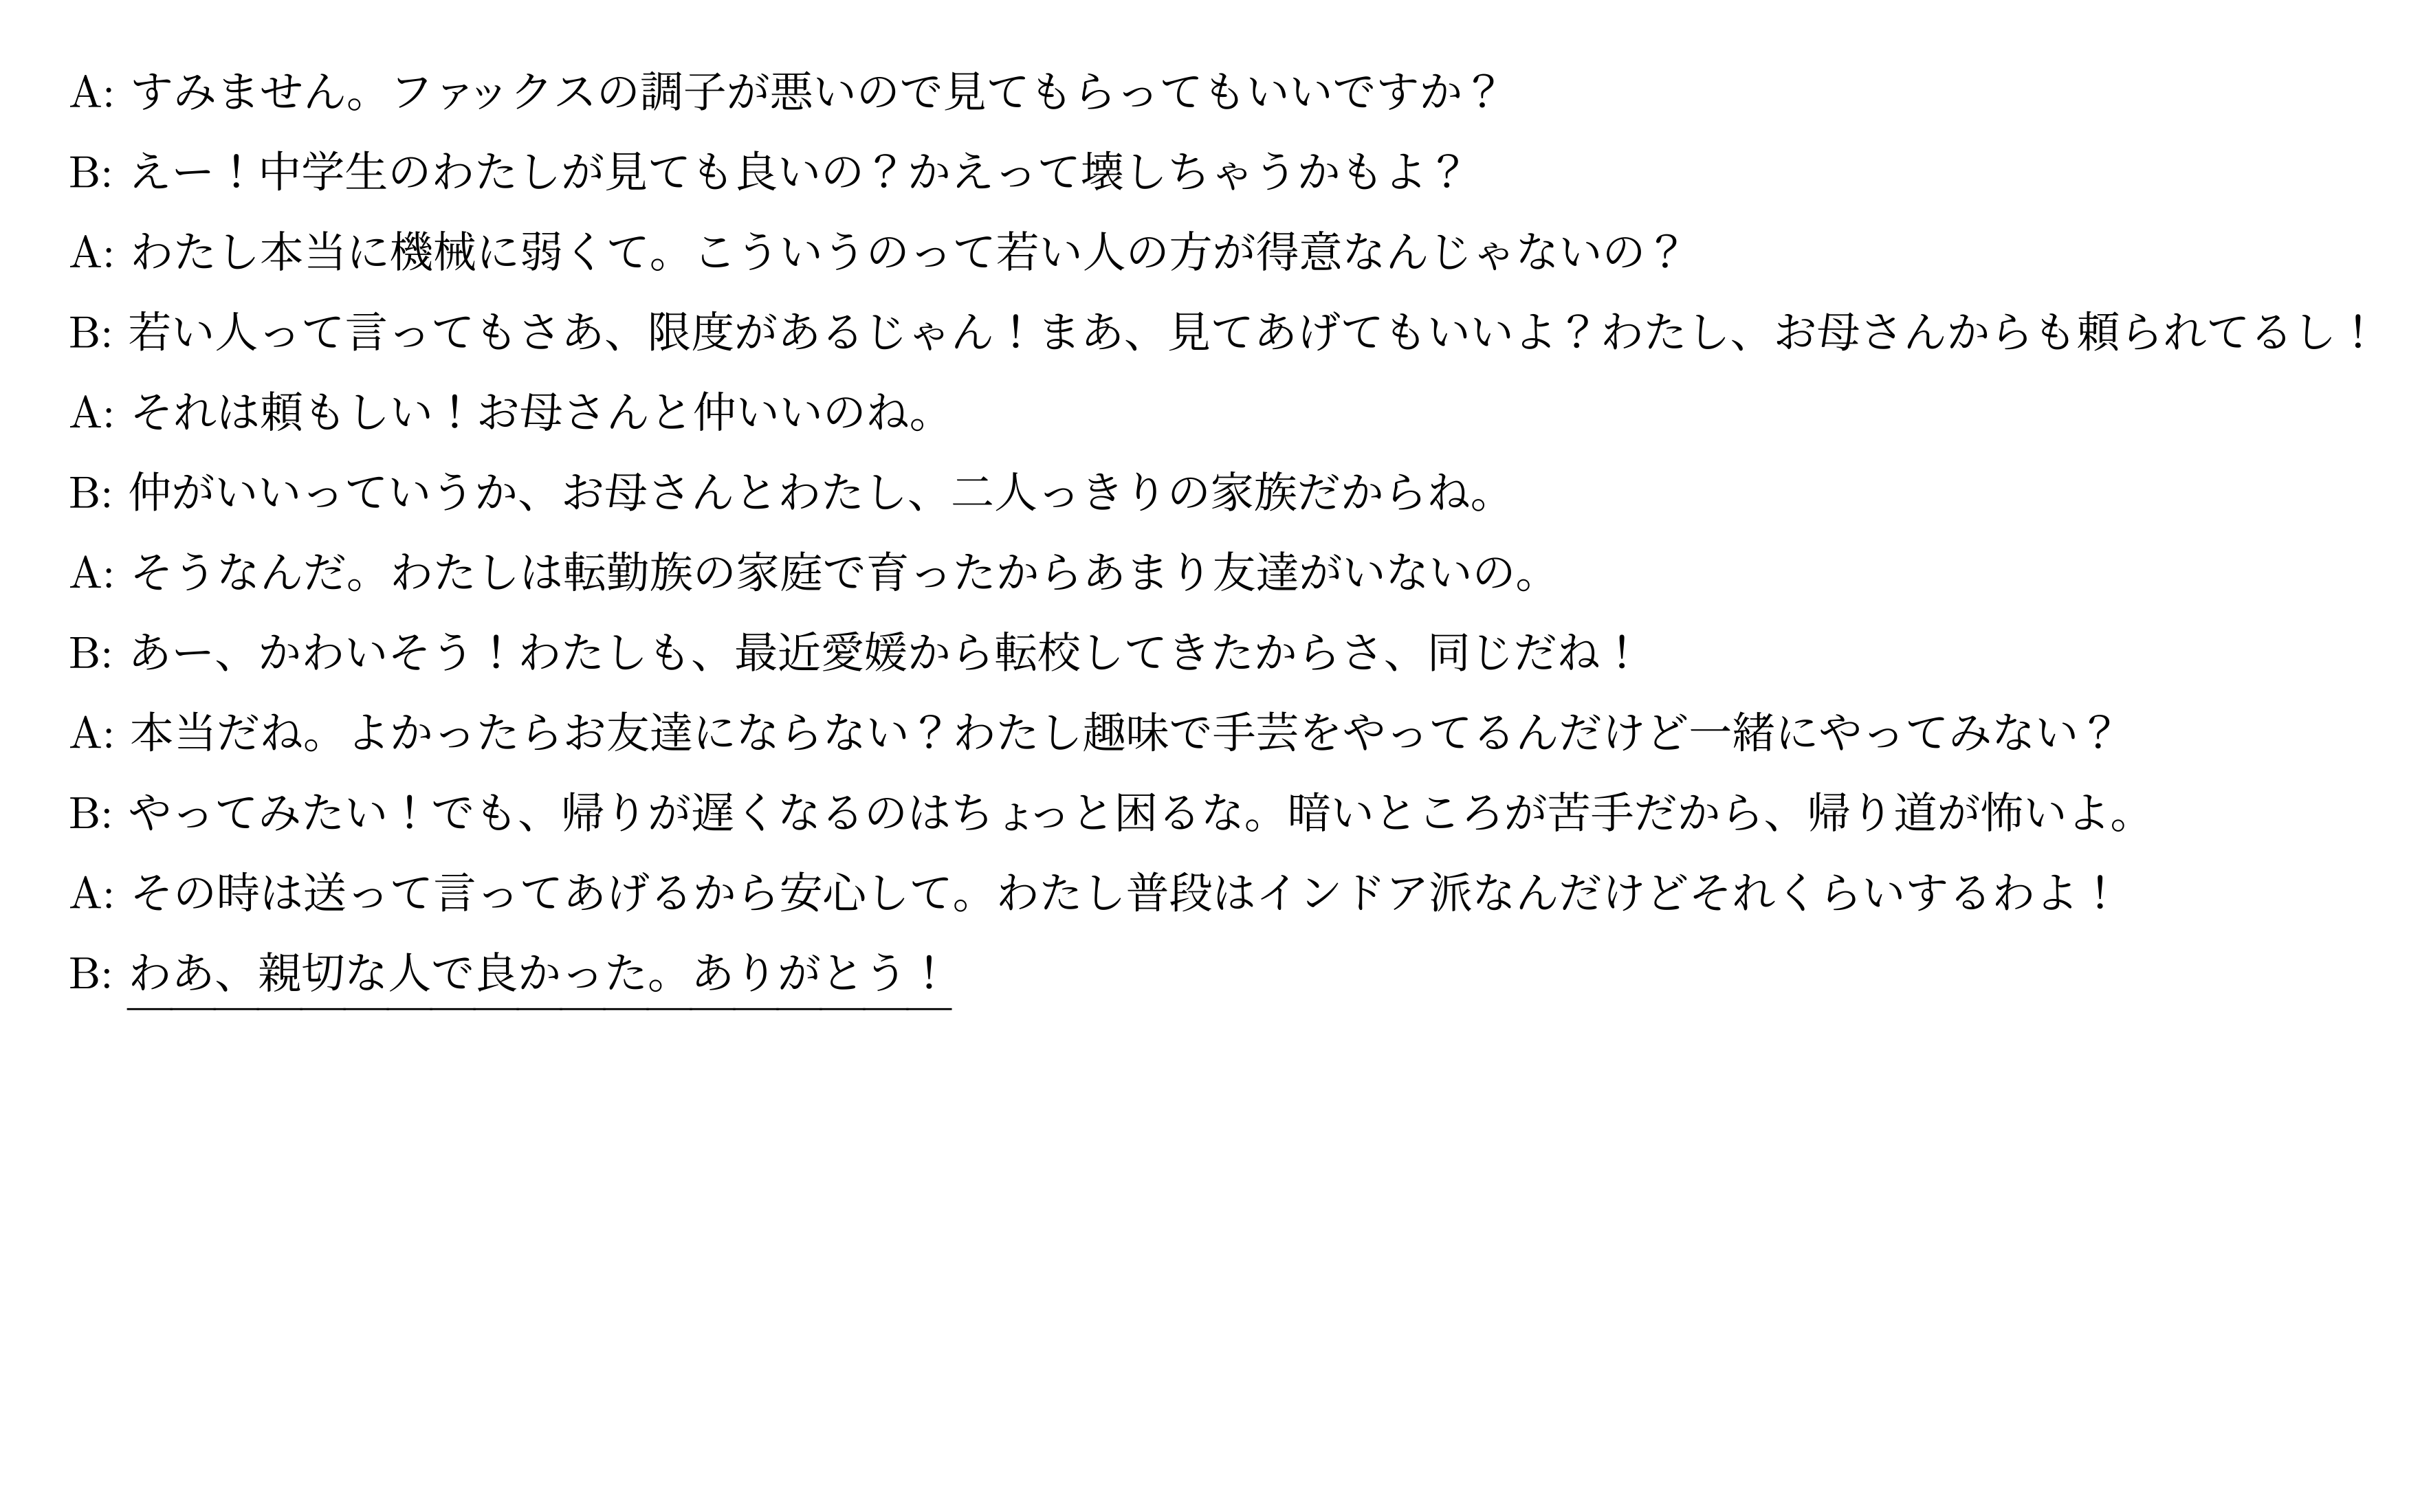 A: すみません。ファックスの調子が悪いので見てもらってもいいですか？
B: えー！中学生のわたしが見ても良いの？かえって壊しちゃうかもよ？
A: わたし本当に機械に弱くて。こういうのって若い人の方が得意なんじゃないの？
B: 若い人って言ってもさあ、限度があるじゃん！まあ、見てあげてもいいよ？わたし、お母さんからも頼られてるし！
A: それは頼もしい！お母さんと仲いいのね。
B: 仲がいいっていうか、お母さんとわたし、二人っきりの家族だからね。
A: そうなんだ。わたしは転勤族の家庭で育ったからあまり友達がいないの。
B: あー、かわいそう！わたしも、最近愛媛から転校してきたからさ、同じだね！
A: 本当だね。よかったらお友達にならない？わたし趣味で手芸をやってるんだけど一緒にやってみない？
B: やってみたい！でも、帰りが遅くなるのはちょっと困るな。暗いところが苦手だから、帰り道が怖いよ。
A: その時は送って言ってあげるから安心して。わたし普段はインドア派なんだけどそれくらいするわよ！
B: わあ、親切な人で良かった。ありがとう！